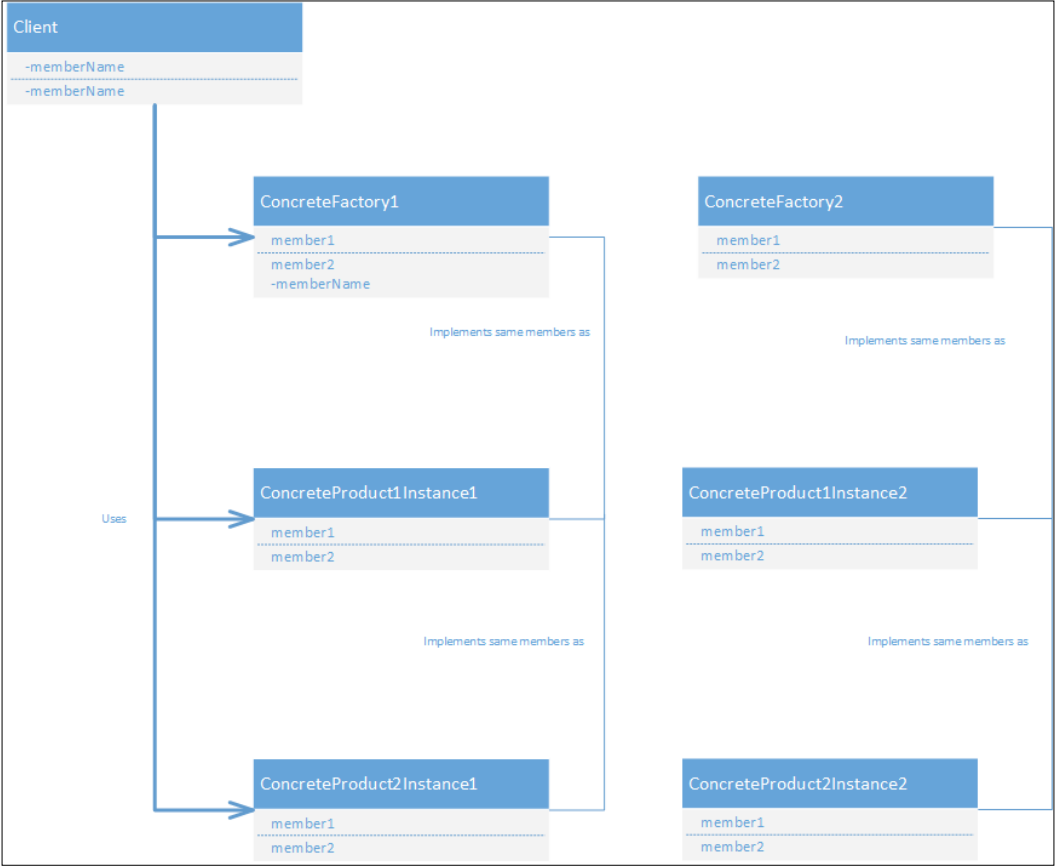 Client
-memberName
-memberName
ConcreteFactory1
member1
member2
-memberName
ConcreteFactory2
member1
member2
Implements same members as
Implements same members as
Uses
ConcreteProduct1Instance1
member1
member2
ConcreteProduct1Instance2
member1
member2
Implements same members as
Implements same members as
ConcreteProduct2Instance1
member1
member2
ConcreteProduct2Instance2
member1
member2